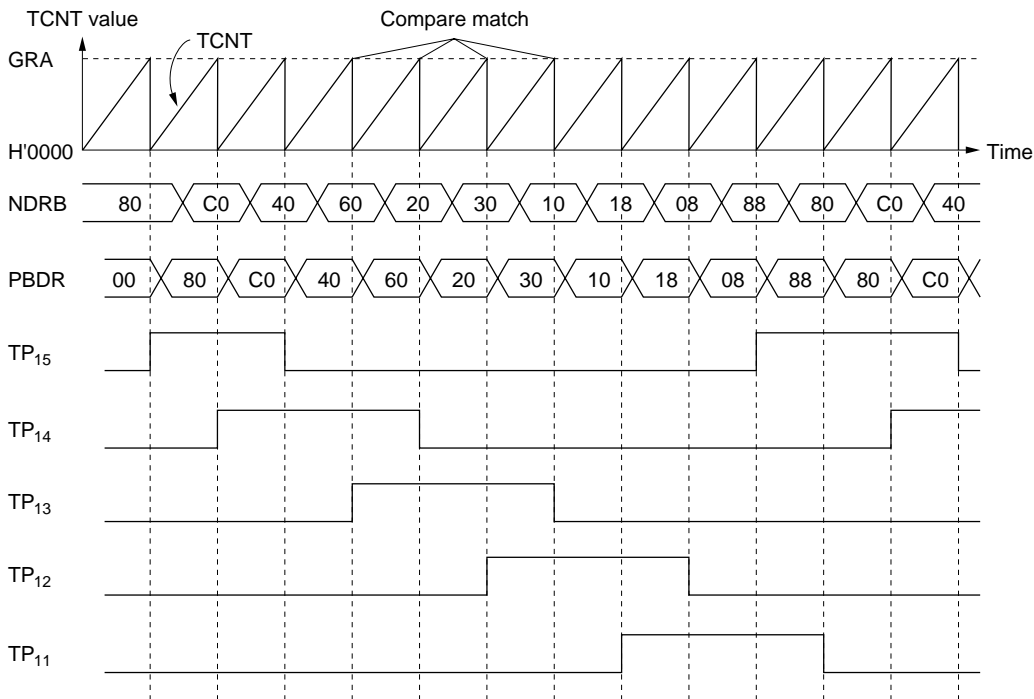 TCNT value
Compare match
TCNT
GRA
H'0000
Time
NDRB 80 C0 40 60 20 30 10 18 08 88 80 C0 40
PBDR 00 80 C0 40 60 20 30 10 18 08 88 80 C0
TP15
TP14
TP13
TP12
TP11